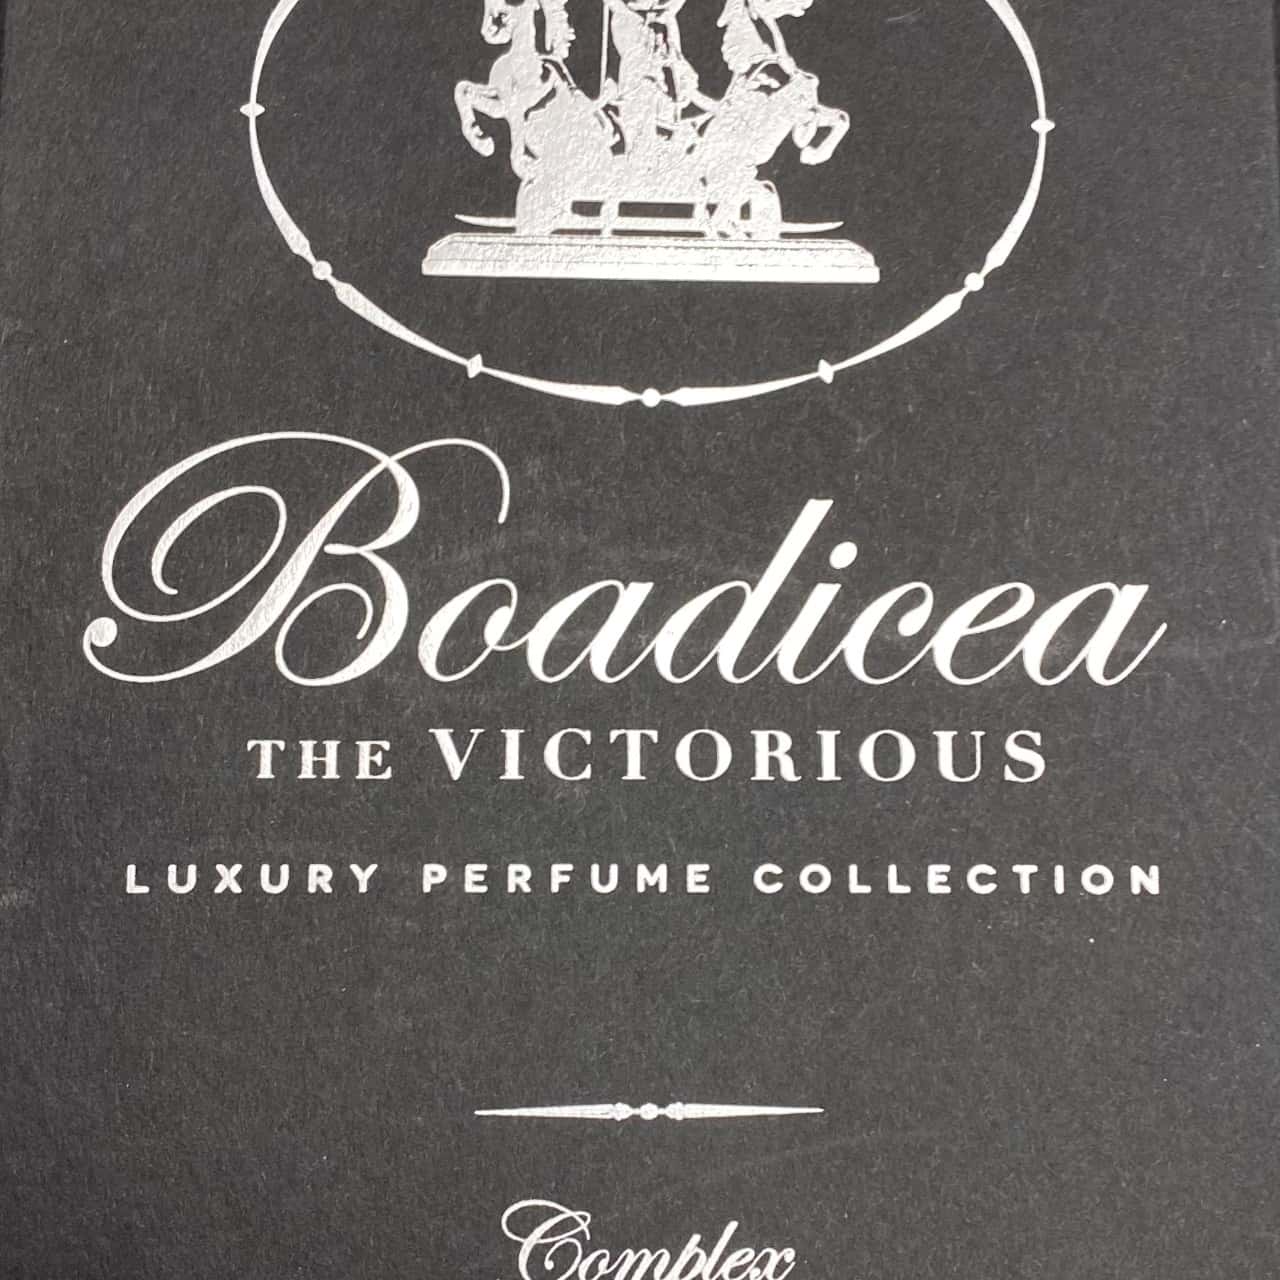 Boadicea
THE VICTORIOUS
LUXURY PERFUME COLLECTION
Complex